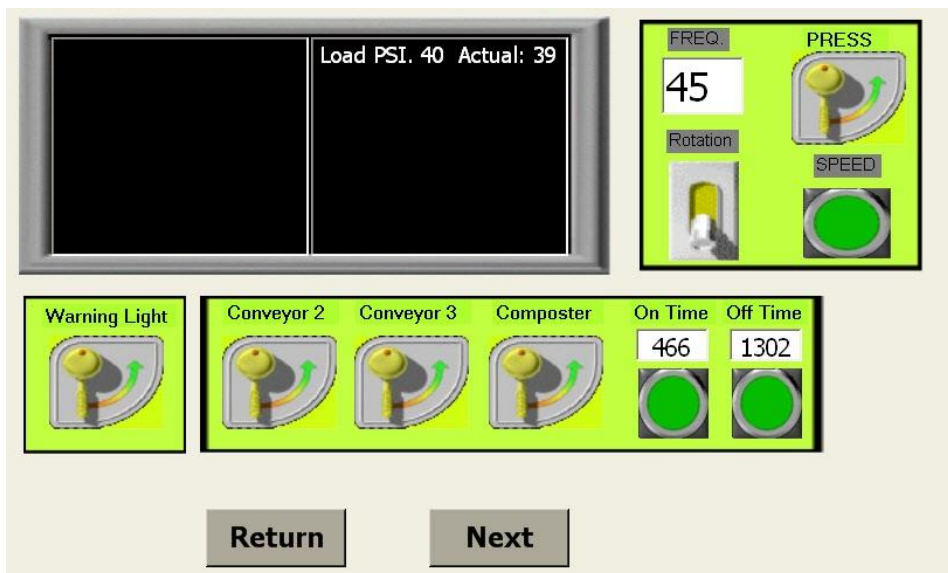 Load PSI. 40 Actual: 39
FREQ.
PRESS
45
Rotation
SPEED
Warning Light
Conveyor 2
Conveyor 3
Composter
On Time
Off Time
466
1302
Return
Next